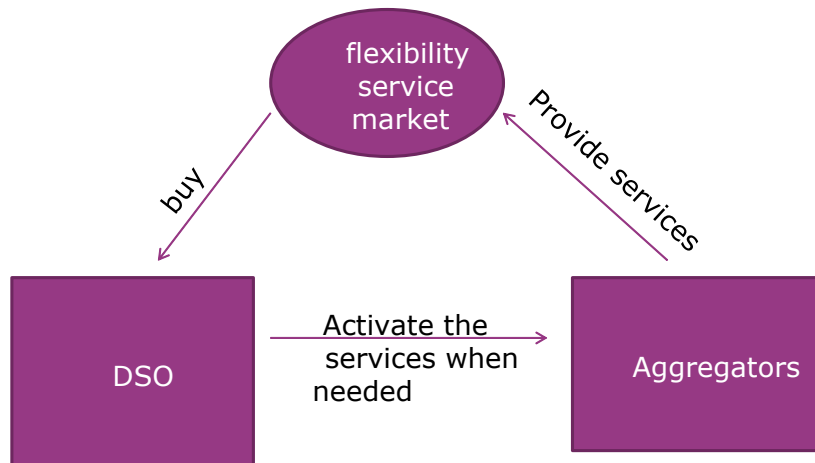 flexibility
service
market
buy
Provide services
DSO
Activate the
services when
needed
Aggregators